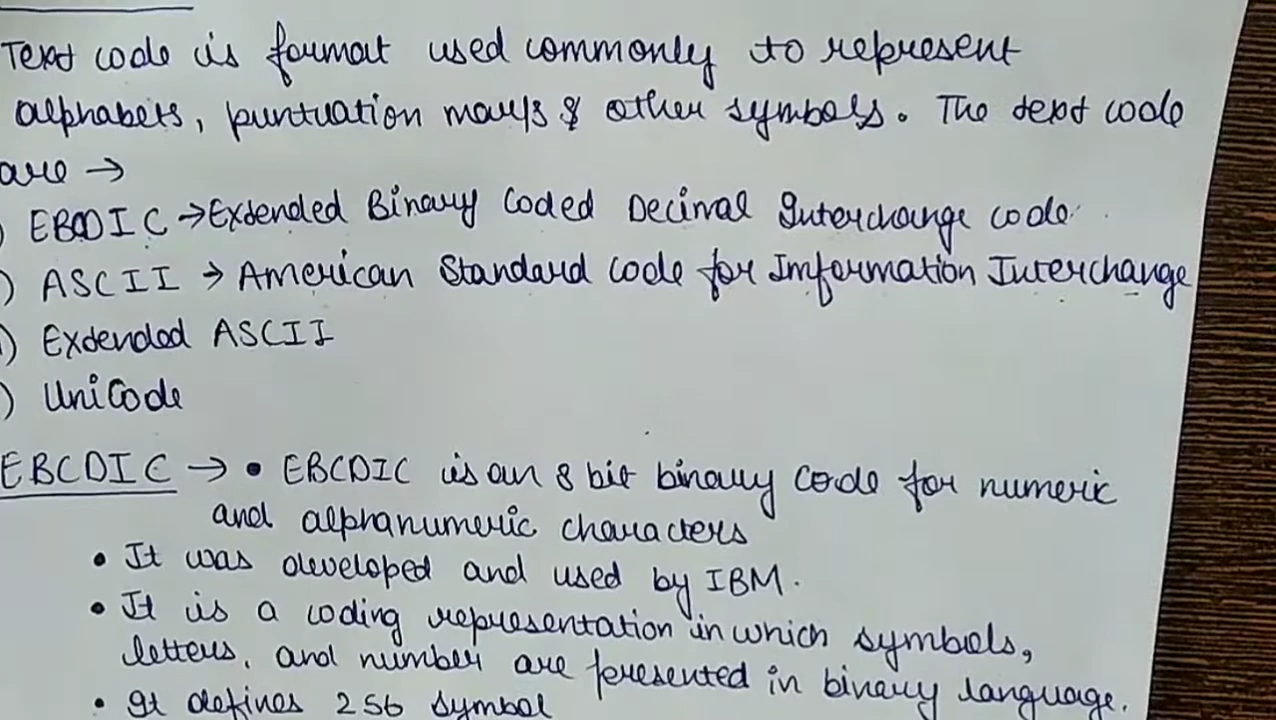 Text code is format used commonly to represent
alphabets, puntuation marks & other symbols. The text code
are →
) EBCDIC → Extended Binary Coded Decimal Interchange code.
) ASCII → American Standard Code for Imformation Interchange
) Extended ASCII
) UniCode
EBCDIC → • EBCDIC is an 8 bit binary code for numeric
and alphanumeric characters
• It was developed and used by IBM.
• It is a coding representation in which symbols,
letters, and number are presented in binary language.
• It defines 256 symbol